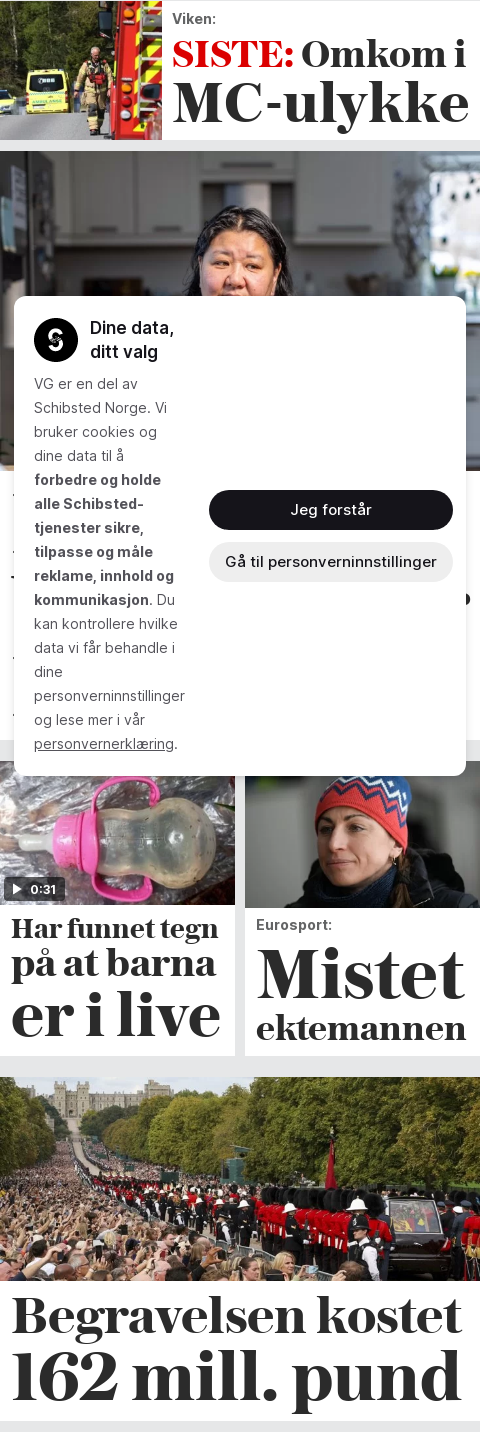 Viken:
SISTE: Omkom i
MC-ulykke
Dine data,
ditt valg
VG er en del av
Schibsted Norge. Vi
bruker cookies og
dine data til å
forbedre og holde
alle Schibsted-
tjenester sikre,
tilpasse og måle
reklame, innhold og
kommunikasjon. Du
kan kontrollere hvilke
data vi får behandle i
dine
personverninnstillinger
og lese mer i vår
personvernerklæring.
Jeg forstår
Gå til personverninnstillinger
0:31
Har funnet tegn
på at barna
er i live
Eurosport:
Mistet
ektemannen
Begravelsen kostet
162 mill. pund